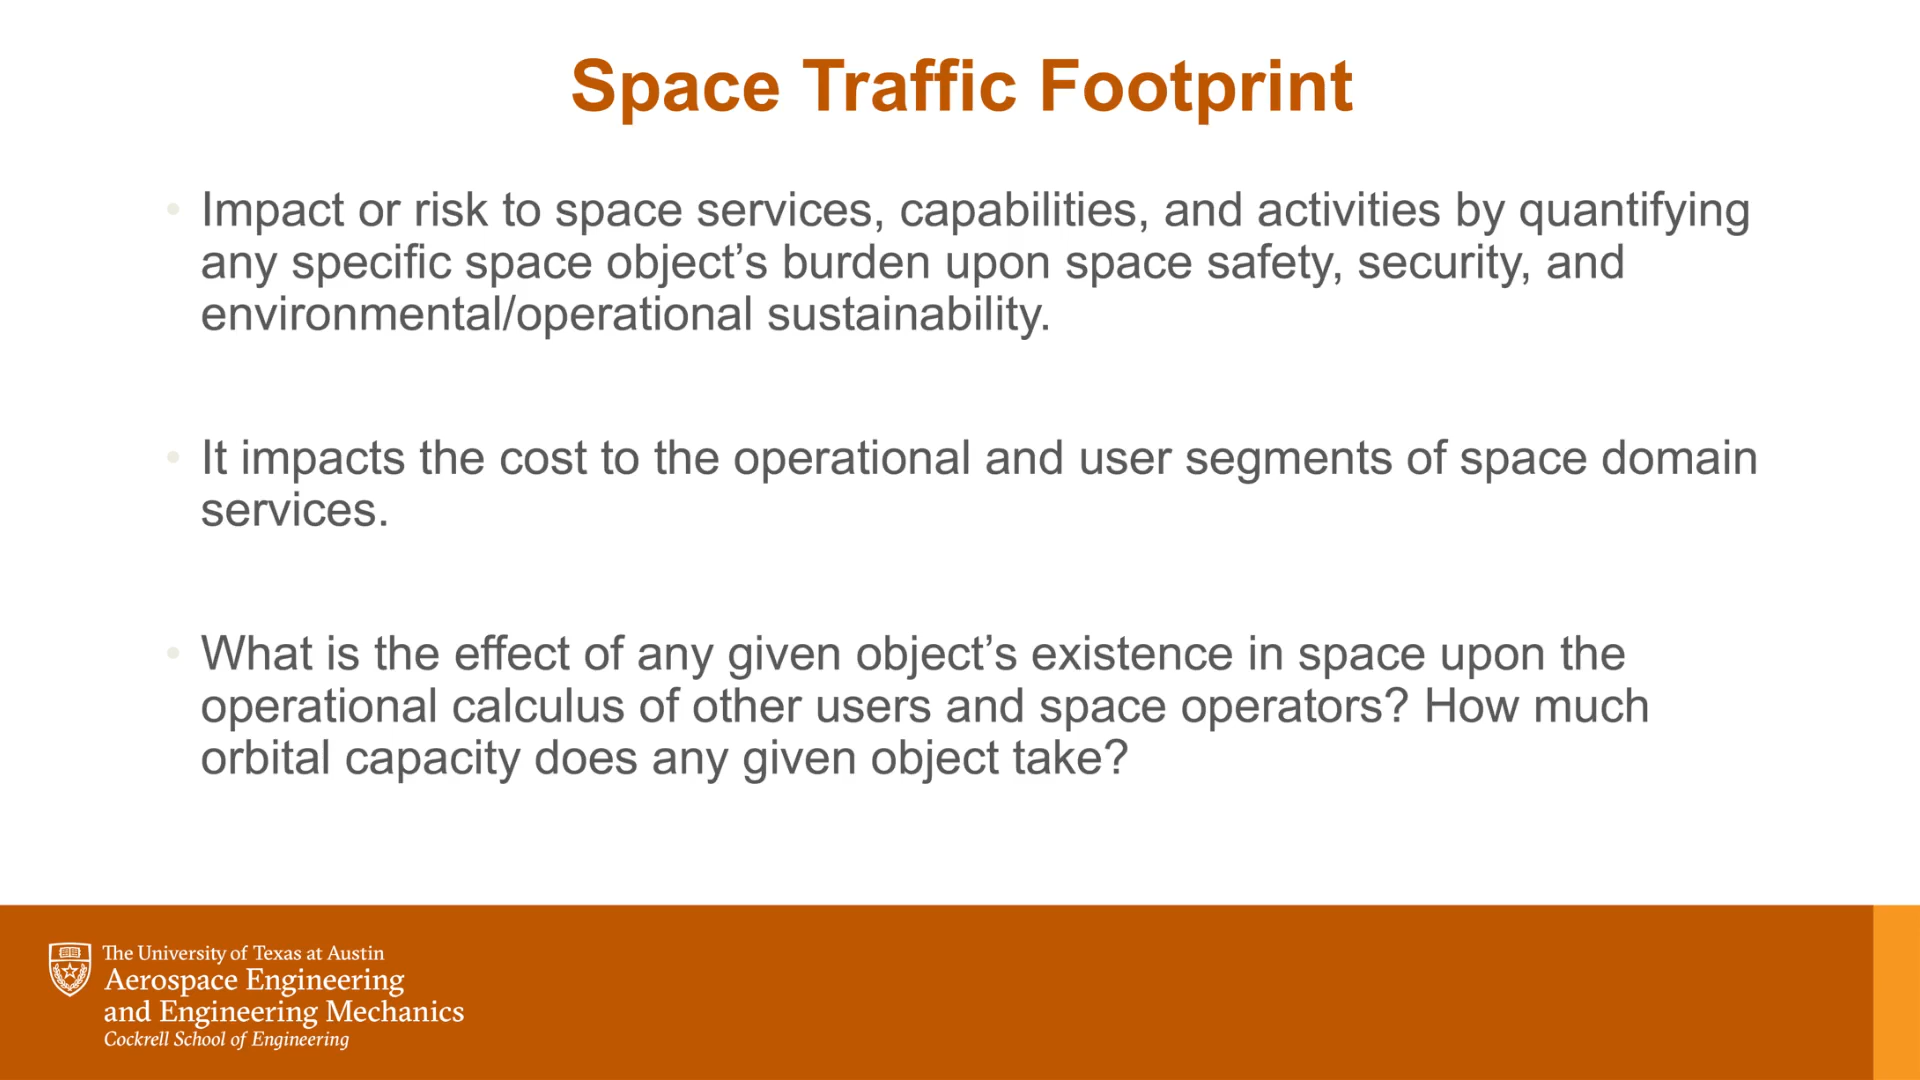 Space Traffic Footprint
• Impact or risk to space services, capabilities, and activities by quantifying
any specific space object’s burden upon space safety, security, and
environmental/operational sustainability.
• It impacts the cost to the operational and user segments of space domain
services.
• What is the effect of any given object’s existence in space upon the
operational calculus of other users and space operators? How much
orbital capacity does any given object take?
The University of Texas at Austin
Aerospace Engineering
and Engineering Mechanics
Cockrell School of Engineering